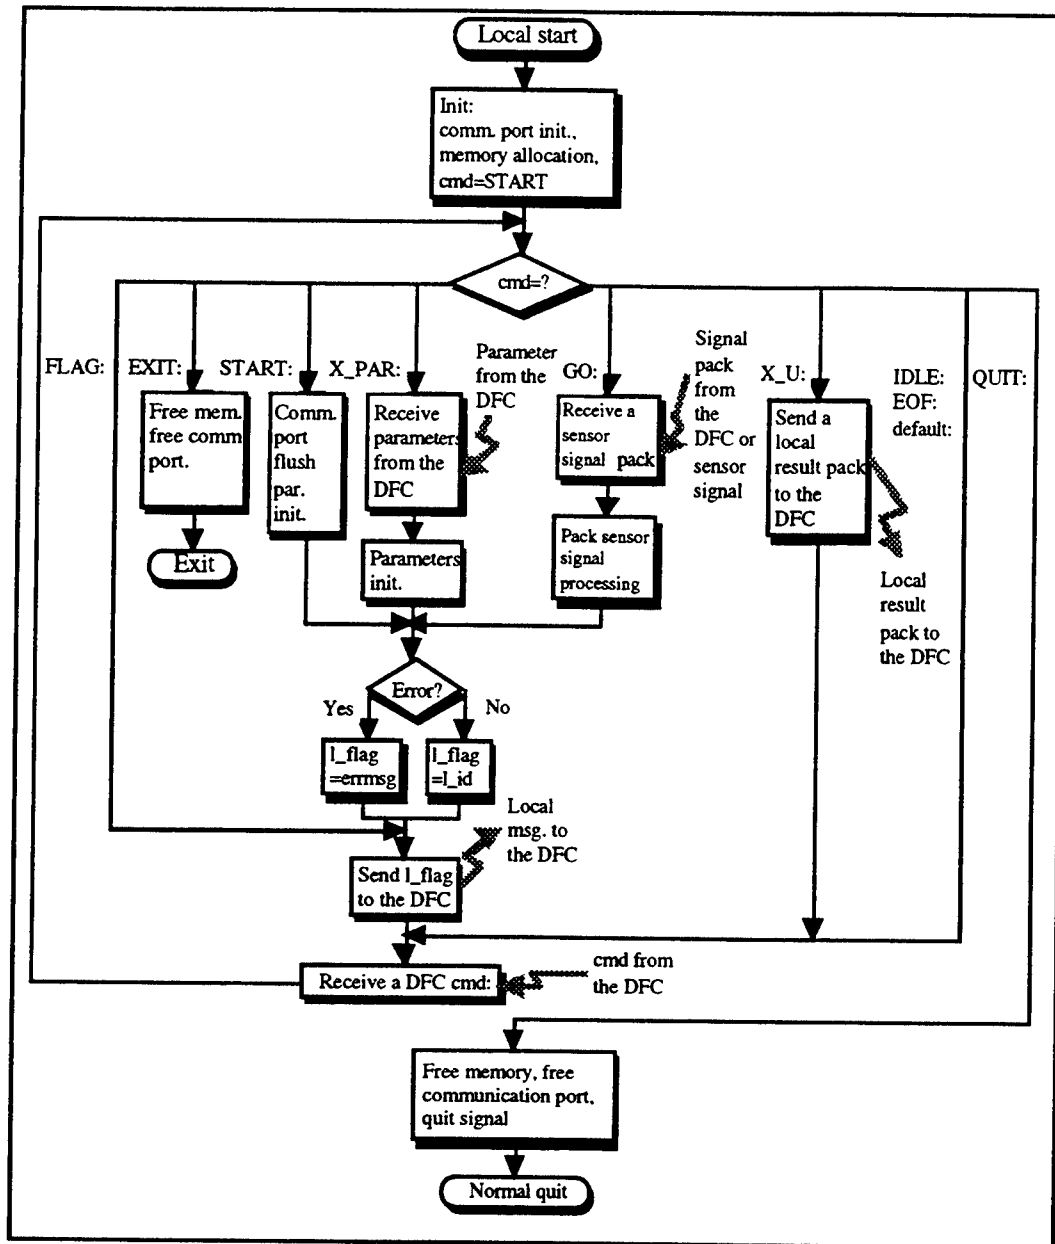 Local start
Init:
comm. port init.,
memory allocation,
cmd=START
cmd=?
FLAG:
EXIT:
START:
X_PAR:
GO:
X_U:
IDLE:
EOF:
default:
QUIT:
Free mem.
free comm
port.
Exit
Comm.
port
flush
par.
init.
Receive
parameters
from the
DFC
Parameter
from the
DFC
Parameters
init.
Receive a
sensor
signal pack
Signal
pack
from
the
DFC or
sensor
signal
Pack sensor
signal
processing
Send a
local
result pack
to the
DFC
Local
result
pack to
the DFC
Error?
Yes
No
l_flag
=errmsg
l_flag
=l_id
Send l_flag
to the DFC
Local
msg. to
the DFC
Receive a DFC cmd:
cmd from
the DFC
Free memory, free
communication port,
quit signal
Normal quit